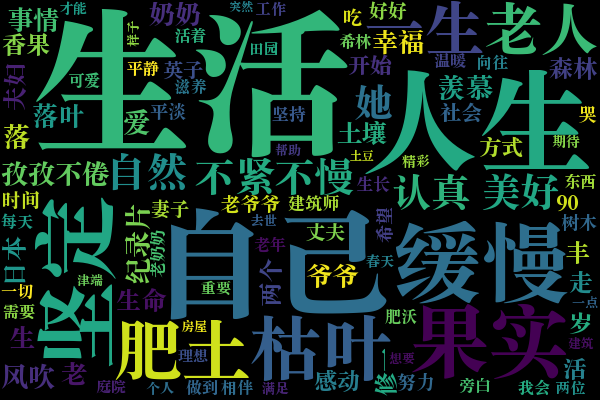 事情 才能 奶奶 突然 工作 吃 好好 一生 老人
香果 样子 活着 田园 希林 幸福 温暖 向往 森林
生活 人生
夫妇 可爱 平静 英子 滋养 开始 羡慕 社会
落叶 平淡 坚持 她
落 爱 土壤 方式 期待 哭
孜孜不倦 自然 帮助 土豆 精彩
不紧不慢 生长 认真 美好 东西
时间 妻子 老爷爷 建筑师 90
每天 坚定 纪录片 去世 丈夫 希望 树木
日本 老奶奶 自己 老年 春天 缓慢 丰
一切 津端 重要 两个 爷爷 走
需要 生命 肥沃 一点
生 肥土 房屋 枯叶 果实 岁
理想 想要 建筑
风吹 老 感动 修一 活
庭院 个人 做到 相伴 满足 努力 旁白 我会 两位